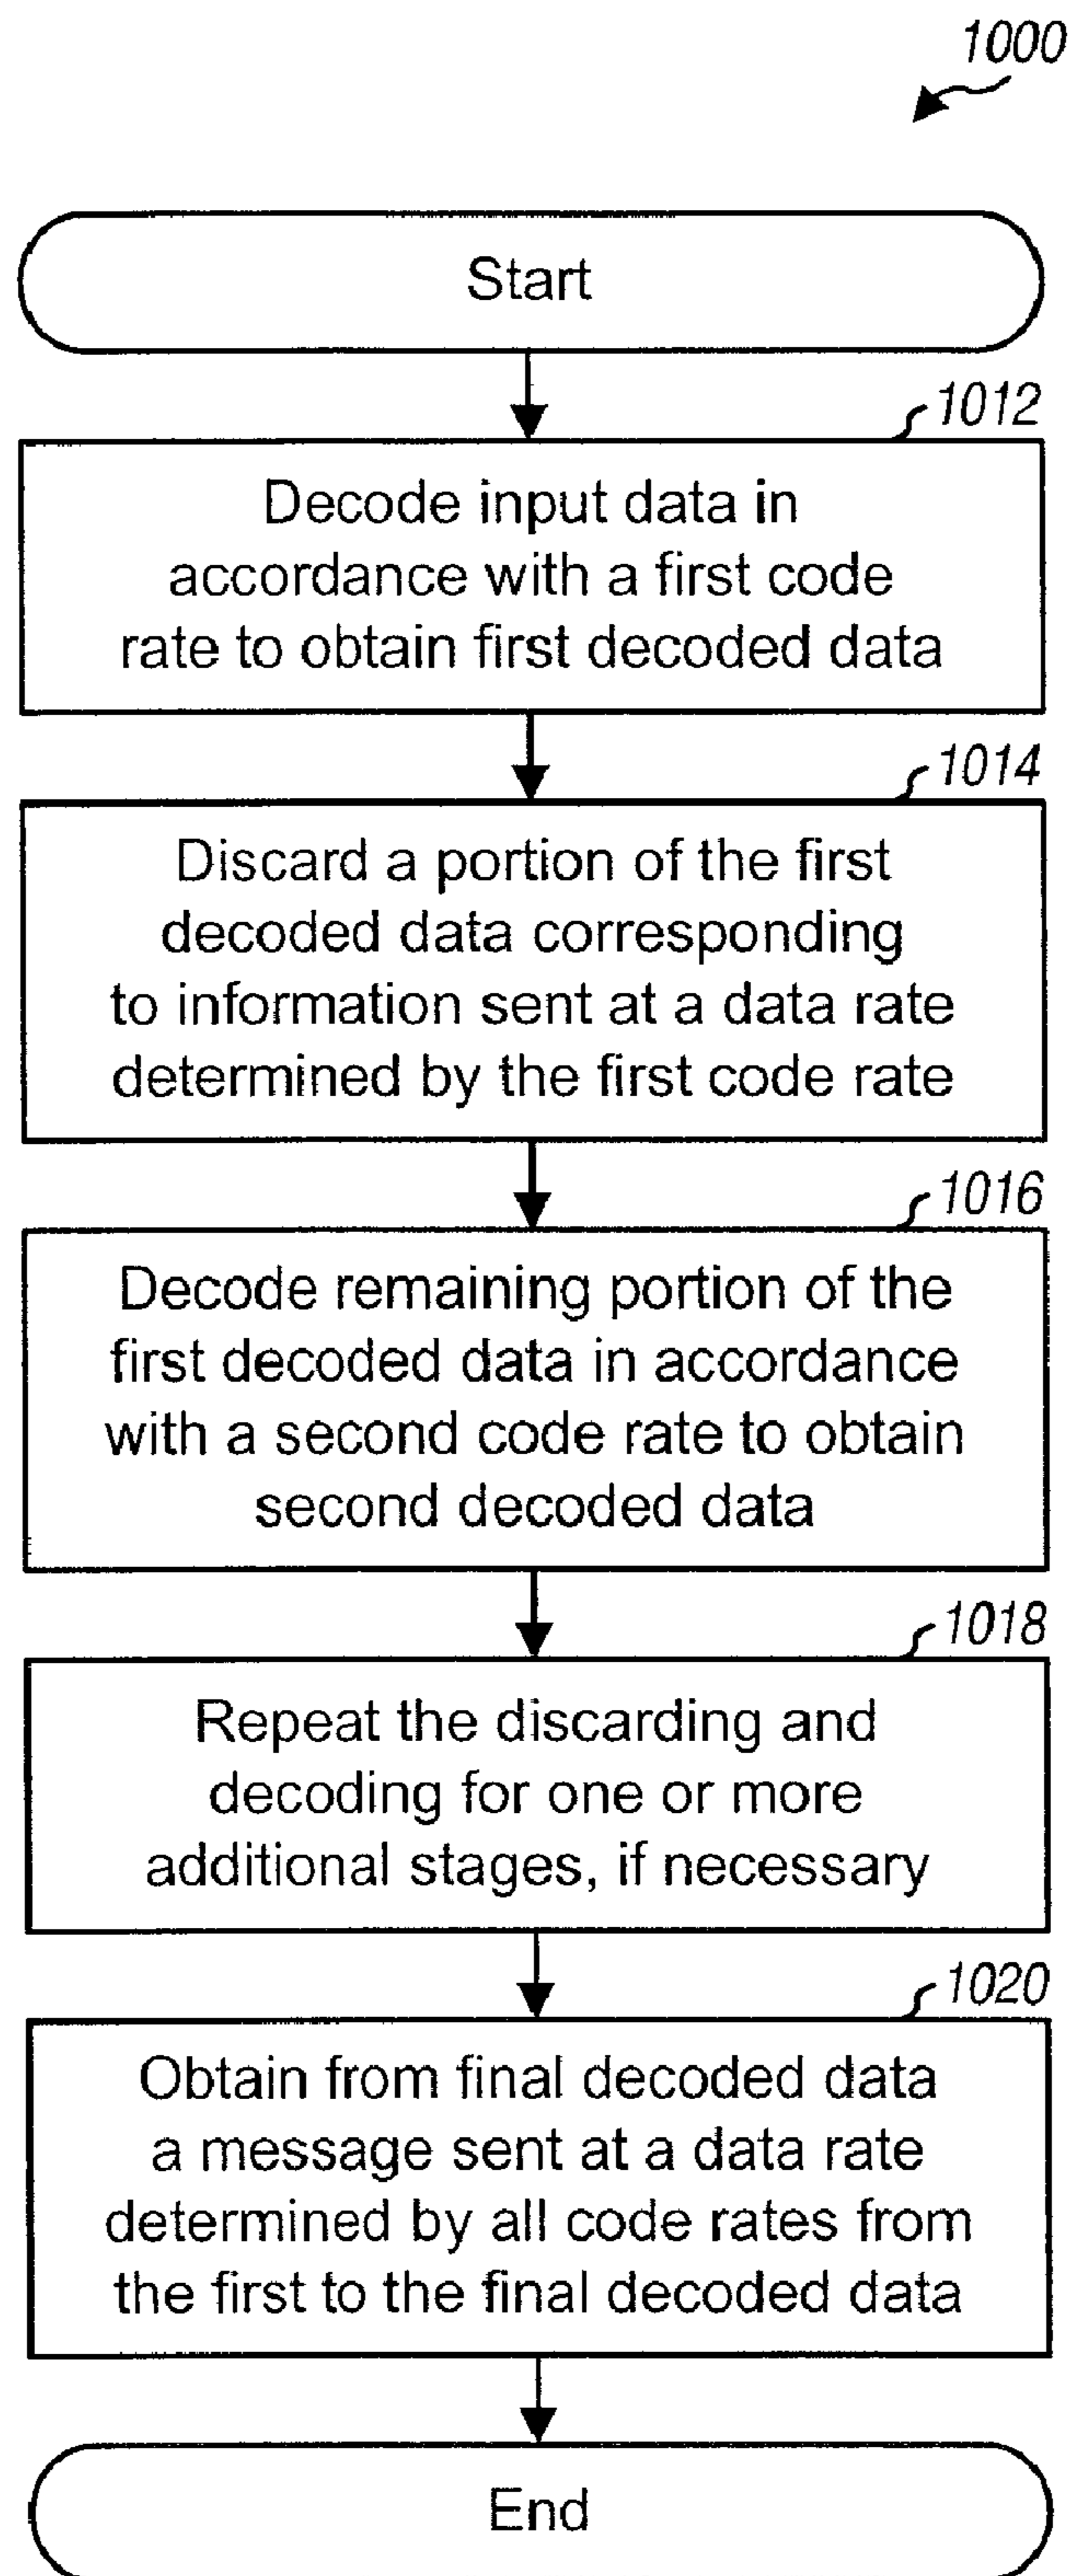 1000
Start
1012
Decode input data in
accordance with a first code
rate to obtain first decoded data
1014
Discard a portion of the first
decoded data corresponding
to information sent at a data rate
determined by the first code rate
1016
Decode remaining portion of the
first decoded data in accordance
with a second code rate to obtain
second decoded data
1018
Repeat the discarding and
decoding for one or more
additional stages, if necessary
1020
Obtain from final decoded data
a message sent at a data rate
determined by all code rates from
the first to the final decoded data
End